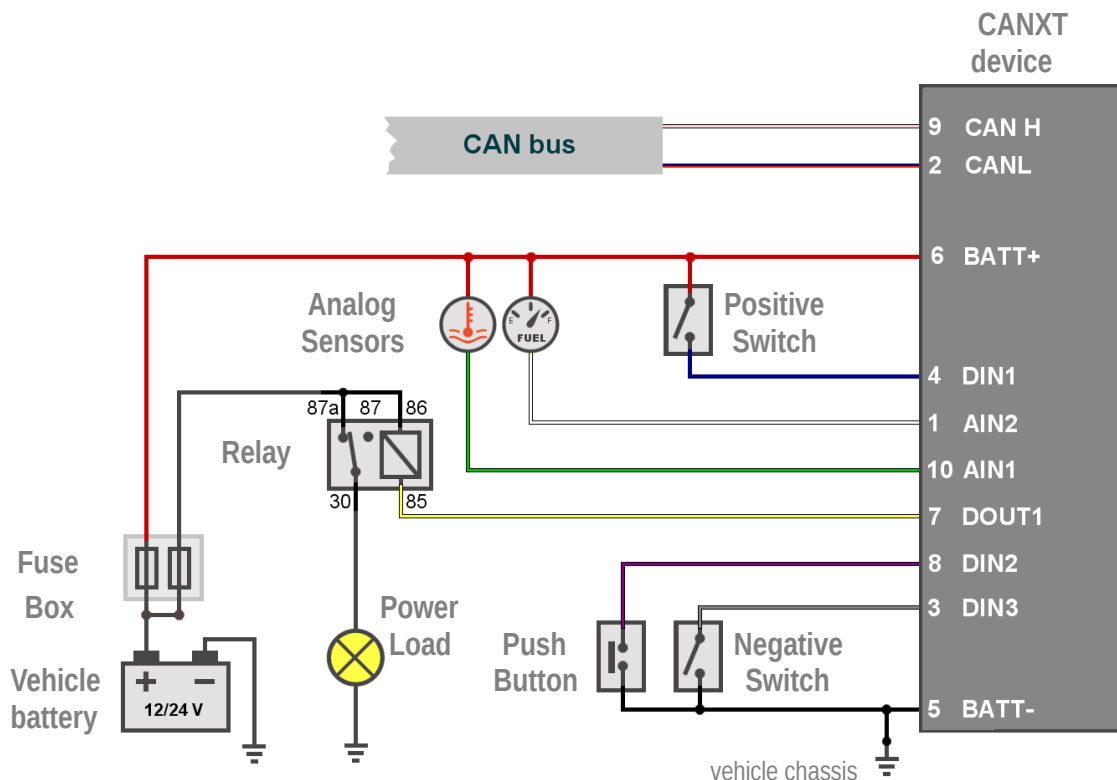 CANXT
device
CAN bus
9 CAN H
2 CANL
6 BATT+
Analog
Sensors
E F
FUEL
Positive
Switch
4 DIN1
1 AIN2
10 AIN1
7 DOUT1
8 DIN2
3 DIN3
5 BATT-
87a 87 86
Relay
30 85
Fuse
Box
Power
Load
Push
Button
Negative
Switch
Vehicle
battery
+ −
12/24 V
vehicle chassis